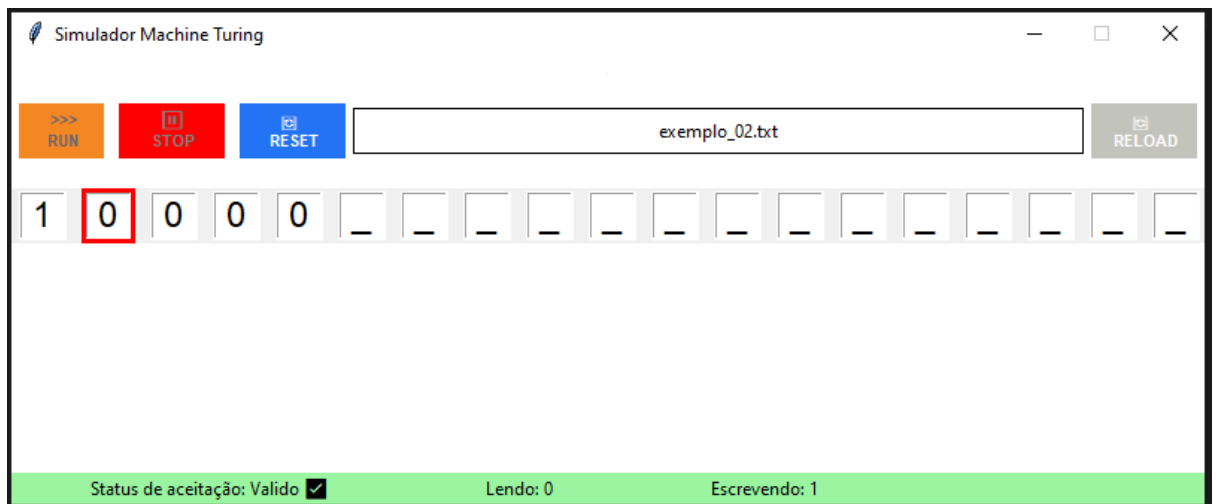 Simulador Machine Turing
>>> RUN STOP RESET exemplo_02.txt RELOAD
1 0 0 0 0 _ _ _ _ _ _ _ _ _ _ _ _ _ _
Status de aceitação: Valido Lendo: 0 Escrevendo: 1